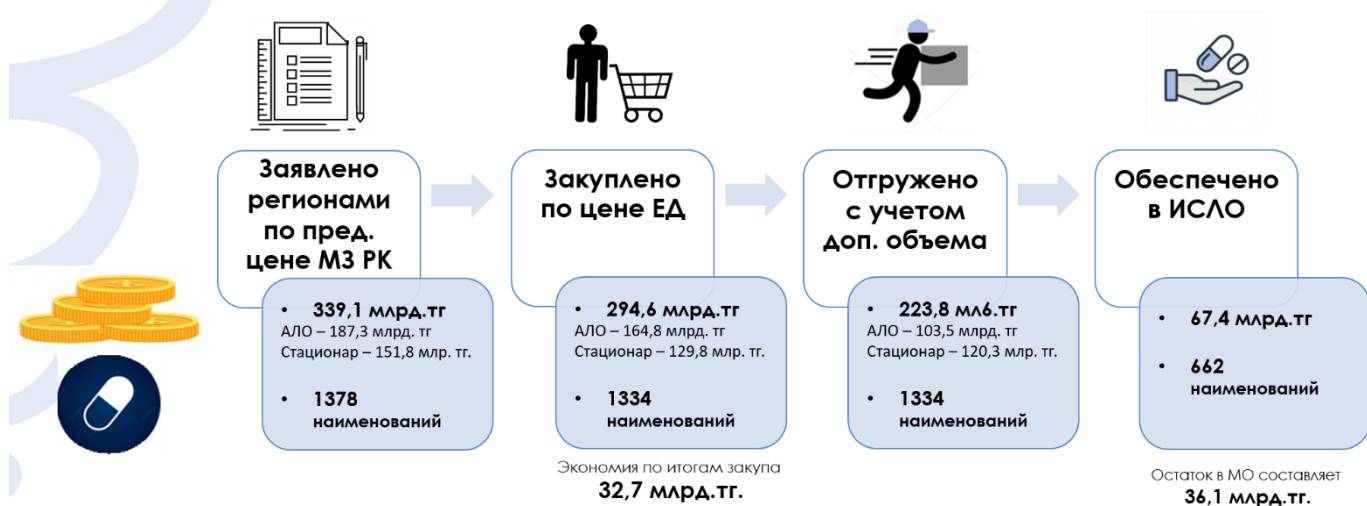 Заявлено
регионами
по пред.
цене МЗ РК
• 339,1 млрд.тг
АЛО – 187,3 млрд. тг
Стационар – 151,8 млр. тг.
• 1378
наименований
Закуплено
по цене ЕД
• 294,6 млрд.тг
АЛО – 164,8 млрд. тг
Стационар – 129,8 млр. тг.
• 1334
наименований
Экономия по итогам закупа
32,7 млрд.тг.
Отгружено
с учетом
доп. объема
• 223,8 мл6.тг
АЛО – 103,5 млрд. тг
Стационар – 120,3 млр. тг.
• 1334
наименований
Обеспечено
в ИСЛО
• 67,4 млрд.тг
• 662
наименований
Остаток в МО составляет
36,1 млрд.тг.